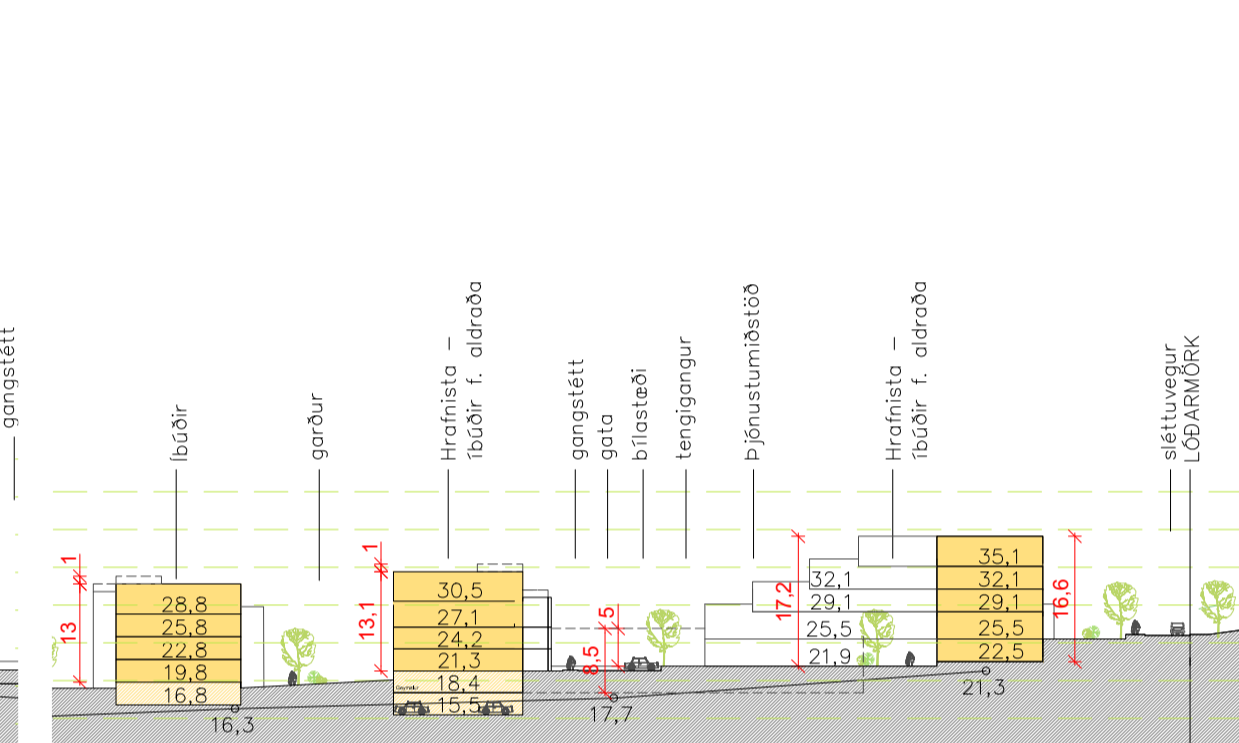 gangstétt
Íbúðir
garður
Hrafnista –
íbúðir f. aldraða
gangstétt
gata
bílastæði
tengigangur
Þjónustumiðstöð
Hrafnista –
íbúðir f. aldraða
sléttuvegur
LÓÐARMÖRK
1
13
28,8
25,8
22,8
19,8
16,8
16,3
1
13,1
30,5
27,1
24,2
21,3
18,4
15,5
5
8,5
17,7
17,2
32,1
29,1
25,5
21,9
35,1
32,1
29,1
25,5
22,5
16,6
21,3